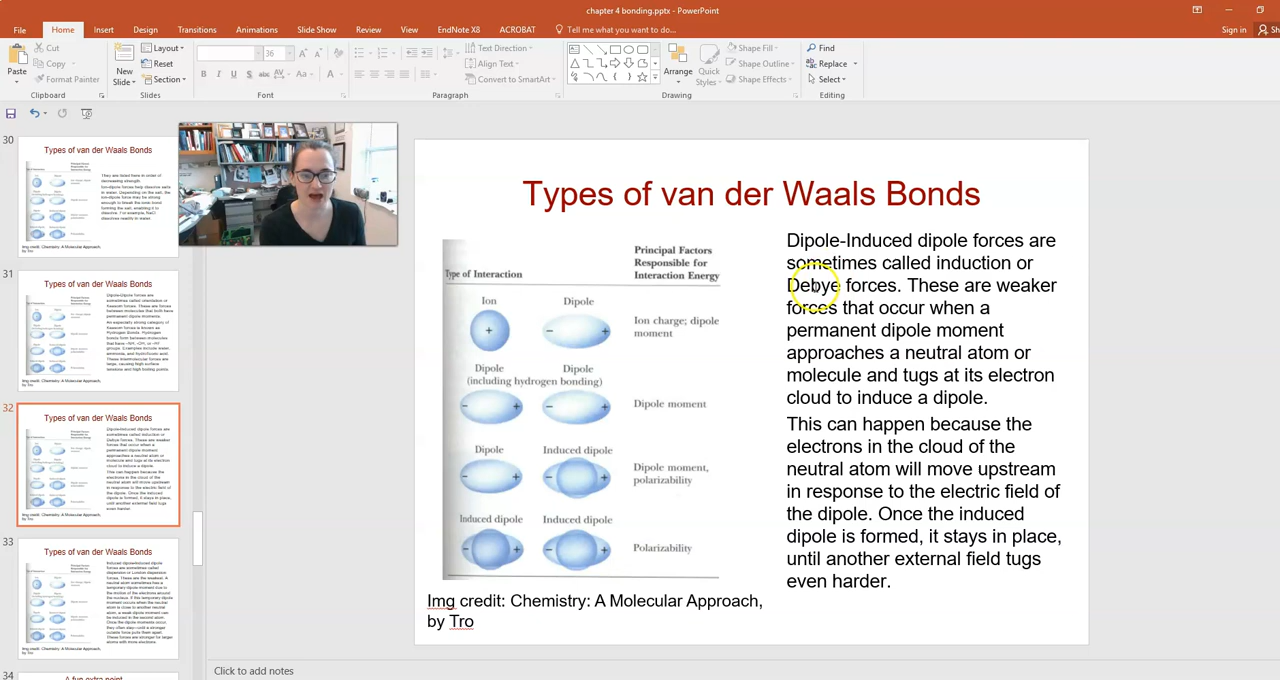 chapter 4 bonding.pptx - PowerPoint
File Home Insert Design Transitions Animations Slide Show Review View EndNote X8 ACROBAT Tell me what you want to do...
Sign in Sh
Paste
Cut
Copy
Format Painter
Clipboard
New
Slide
Layout
Reset
Section
Slides
36
B I U S abc AV Aa A
Font
Text Direction
Align Text
Convert to SmartArt
Paragraph
Arrange
Quick
Styles
Shape Fill
Shape Outline
Shape Effects
Drawing
Find
Replace
Select
Editing
30
Types of van der Waals Bonds
31
Types of van der Waals Bonds
32
Types of van der Waals Bonds
33
Types of van der Waals Bonds
34
A fun extra point
Types of van der Waals Bonds
Type of Interaction
Principal Factors
Responsible for
Interaction Energy
Ion Dipole
+ − +
Ion charge; dipole
moment
Dipole Dipole
(including hydrogen bonding)
− + − +
Dipole moment
Dipole Induced dipole
− + − +
Dipole moment,
polarizability
Induced dipole Induced dipole
− + − +
Polarizability
Img credit: Chemistry: A Molecular Approach,
by Tro
Dipole-Induced dipole forces are
sometimes called induction or
Debye forces. These are weaker
forces that occur when a
permanent dipole moment
approaches a neutral atom or
molecule and tugs at its electron
cloud to induce a dipole.
This can happen because the
electrons in the cloud of the
neutral atom will move upstream
in response to the electric field of
the dipole. Once the induced
dipole is formed, it stays in place,
until another external field tugs
even harder.
Click to add notes